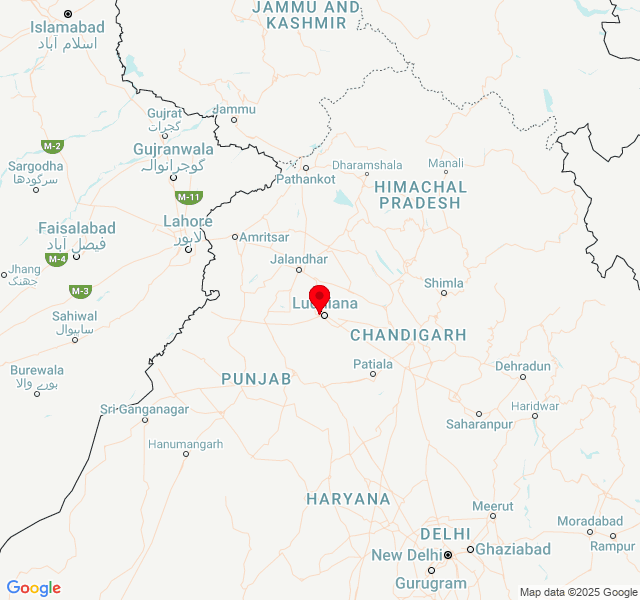 JAMMU AND
KASHMIR
Islamabad
اسلام آباد
Gujrat
گجرات
Jammu
M-2
Gujranwala
گوجرانوالہ
Sargodha
سرگودھا
Pathankot
Dharamshala
Manali
HIMACHAL
PRADESH
M-11
Lahore
لاہور
Faisalabad
فیصل آباد
Amritsar
M-4
Jhang
جھنگ
Jalandhar
Shimla
M-3
Sahiwal
ساہیوال
Ludhiana
CHANDIGARH
Burewala
بورے والا
PUNJAB
Patiala
Dehradun
Sri Ganganagar
Haridwar
Saharanpur
Hanumangarh
HARYANA
Meerut
Moradabad
Rampur
DELHI
New Delhi
Ghaziabad
Gurugram
Google
Map data ©2025 Google